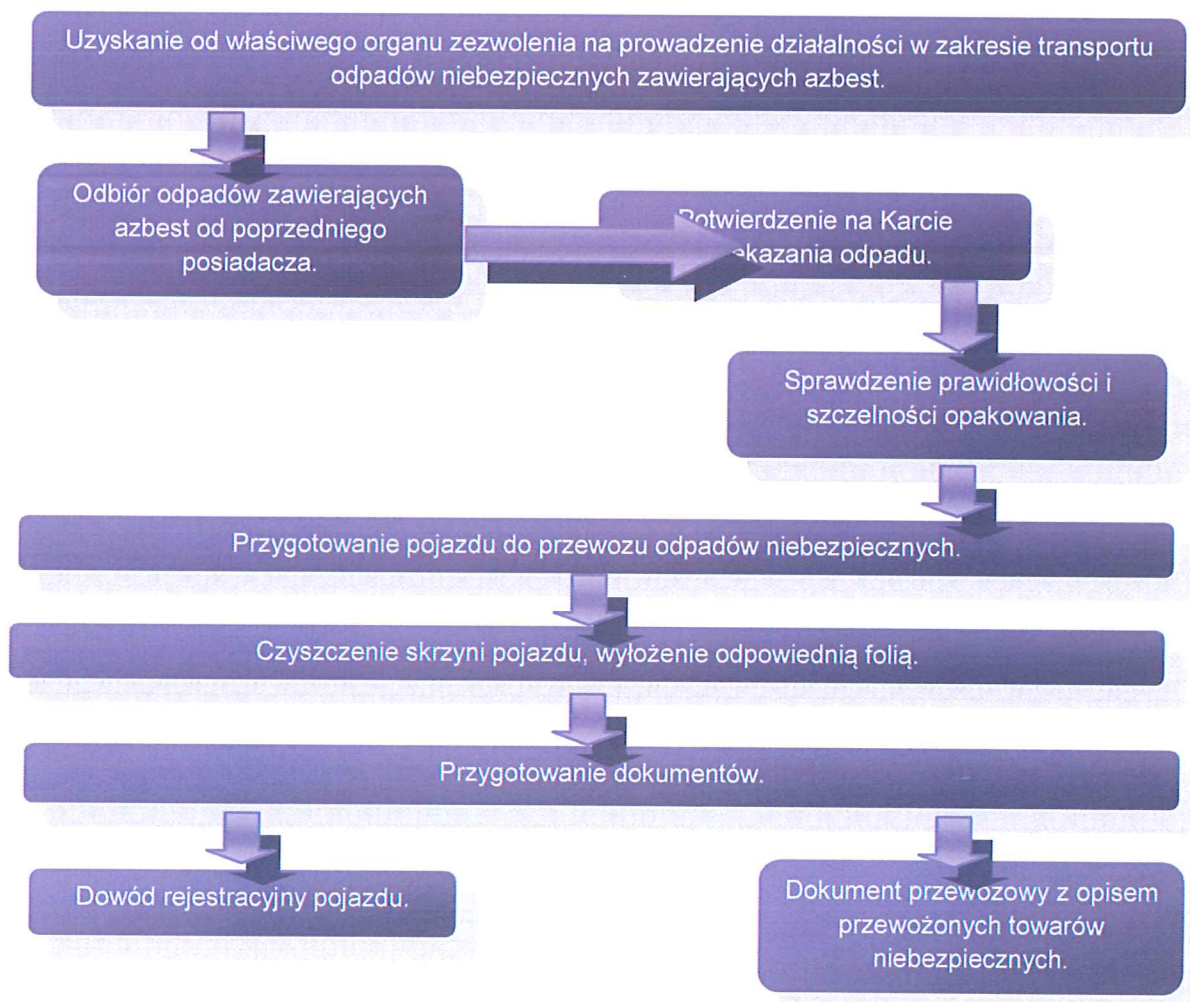 Uzyskanie od właściwego organu zezwolenia na prowadzenie działalności w zakresie transportu
odpadów niebezpiecznych zawierających azbest.
Odbiór odpadów zawierających
azbest od poprzedniego
posiadacza.
Potwierdzenie na Karcie
ekazania odpadu.
Sprawdzenie prawidłowości i
szczelności opakowania.
Przygotowanie pojazdu do przewozu odpadów niebezpiecznych.
Czyszczenie skrzyni pojazdu, wyłożenie odpowiednią folią.
Przygotowanie dokumentów.
Dowód rejestracyjny pojazdu.
Dokument przewozowy z opisem
przewożonych towarów
niebezpiecznych.